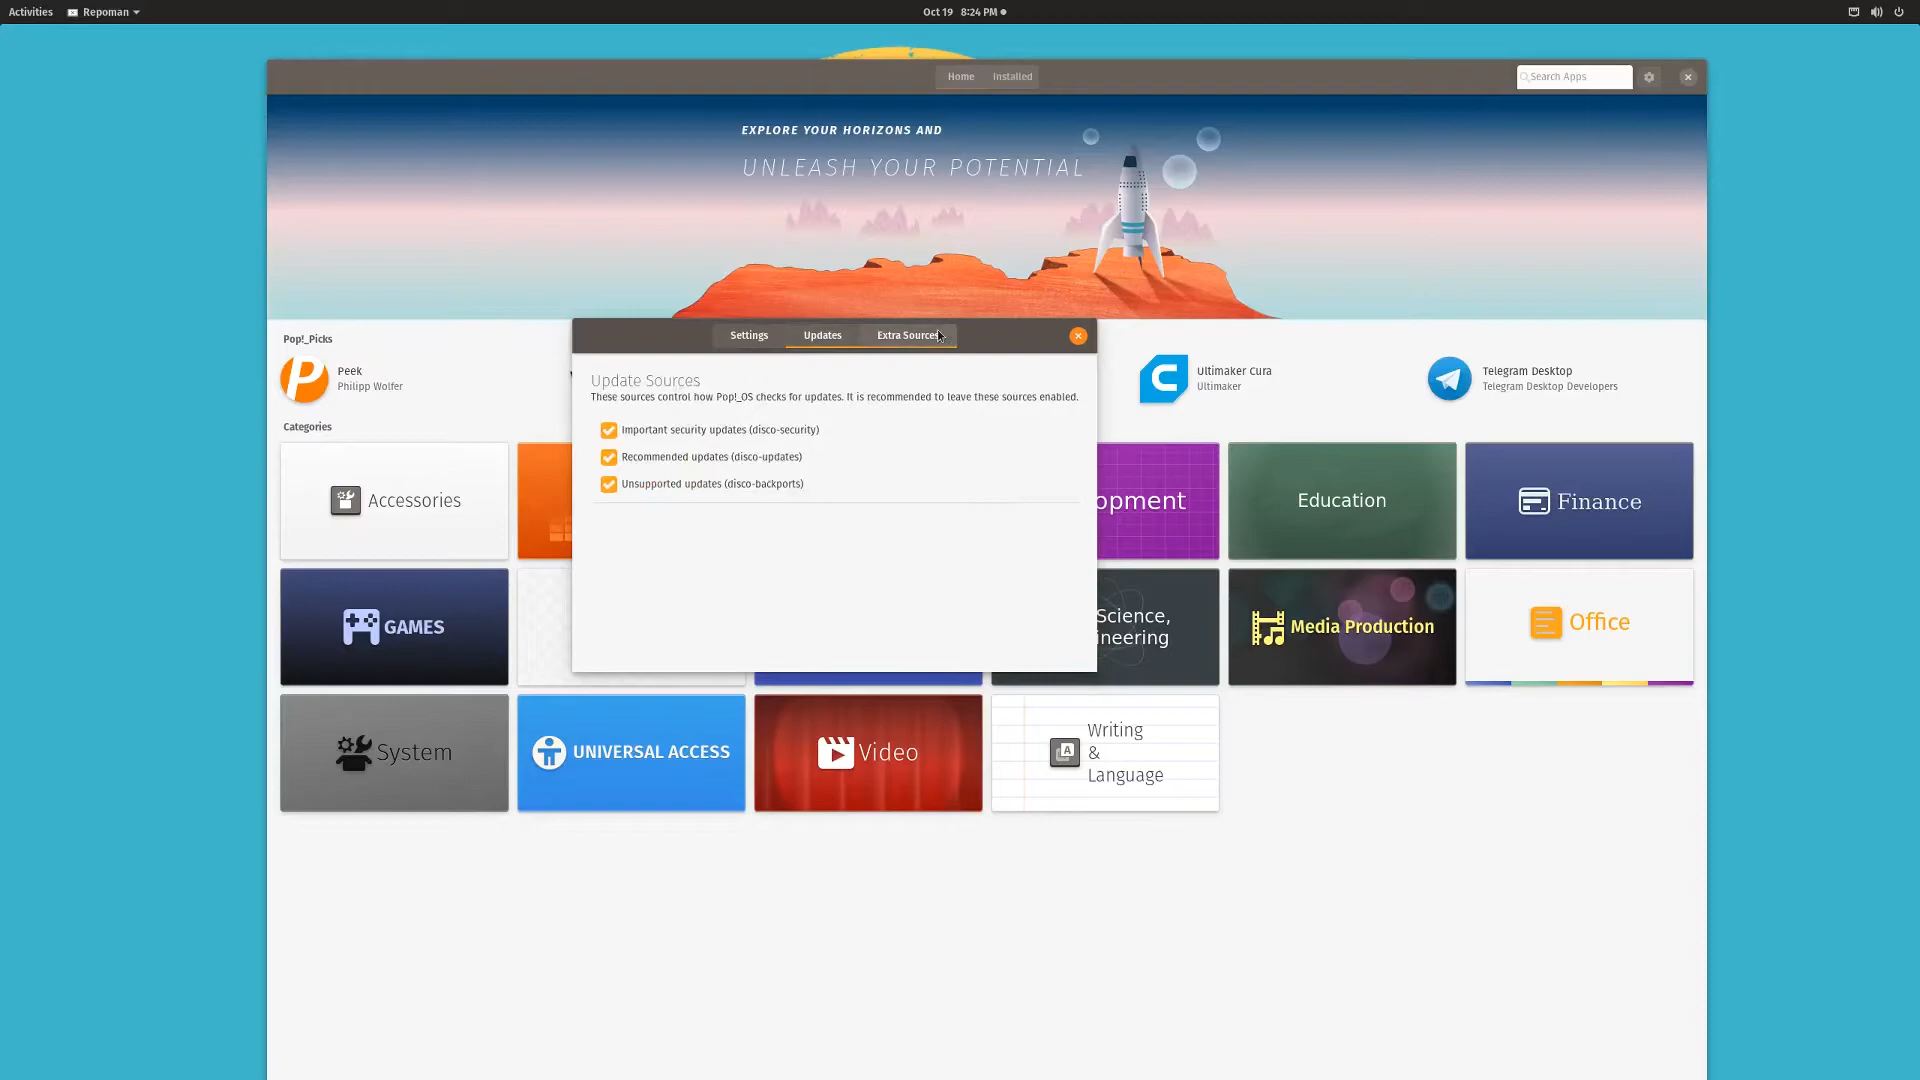 Activities
Repoman
Oct 19 8:24 PM
Home
Installed
Search Apps
EXPLORE YOUR HORIZONS AND
UNLEASH YOUR POTENTIAL
Pop!_Picks
Peek
Philipp Wolfer
Ultimaker Cura
Ultimaker
Telegram Desktop
Telegram Desktop Developers
Settings
Updates
Extra Sources
Update Sources
These sources control how Pop!_OS checks for updates. It is recommended to leave these sources enabled.
Important security updates (disco-security)
Recommended updates (disco-updates)
Unsupported updates (disco-backports)
Categories
Accessories
opment
Education
Finance
GAMES
Science,
ineering
Media Production
Office
System
UNIVERSAL ACCESS
Video
Writing
&
Language